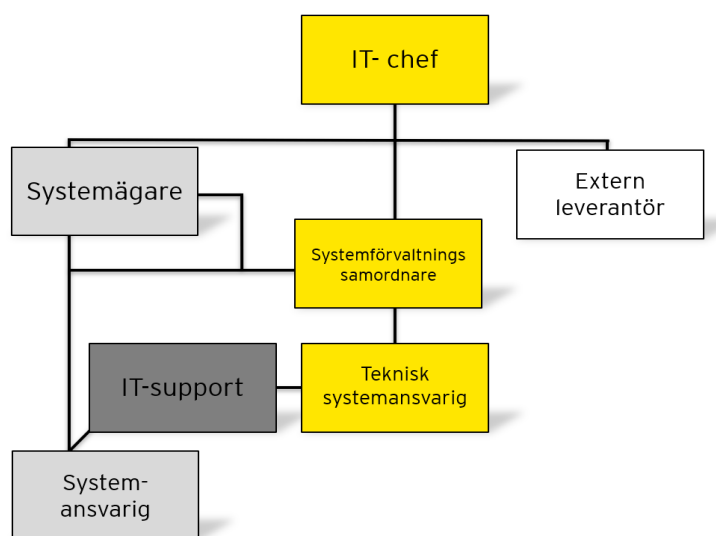 IT- chef
Systemägare
Extern
leverantör
Systemförvaltnings
samordnare
IT-support
Teknisk
systemansvarig
System-
ansvarig